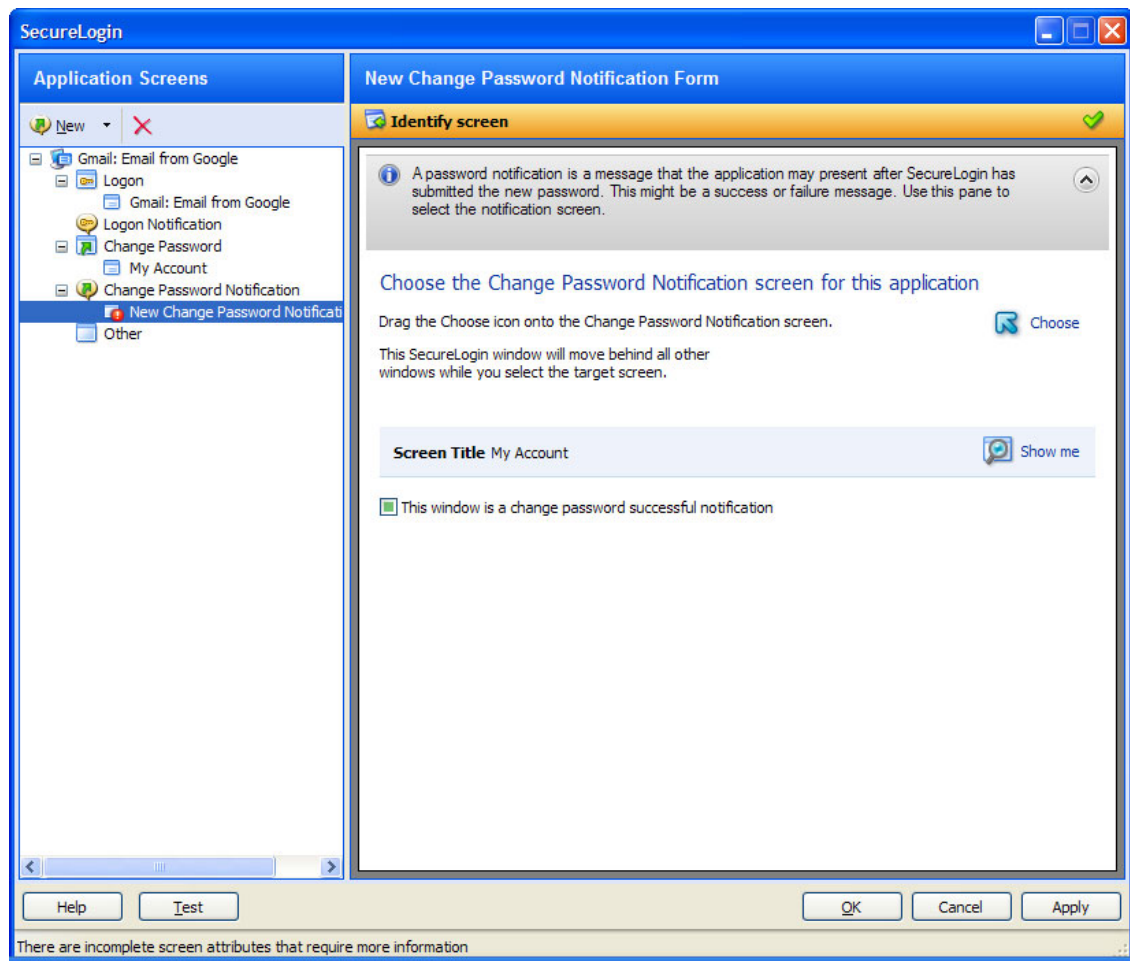 SecureLogin
Application Screens
New
Gmail: Email from Google
Logon
Gmail: Email from Google
Logon Notification
Change Password
My Account
Change Password Notification
New Change Password Notificati
Other
New Change Password Notification Form
Identify screen
A password notification is a message that the application may present after SecureLogin has
submitted the new password. This might be a success or failure message. Use this pane to
select the notification screen.
Choose the Change Password Notification screen for this application
Drag the Choose icon onto the Change Password Notification screen.
Choose
This SecureLogin window will move behind all other
windows while you select the target screen.
Screen Title My Account
Show me
This window is a change password successful notification
Help
Test
OK
Cancel
Apply
There are incomplete screen attributes that require more information